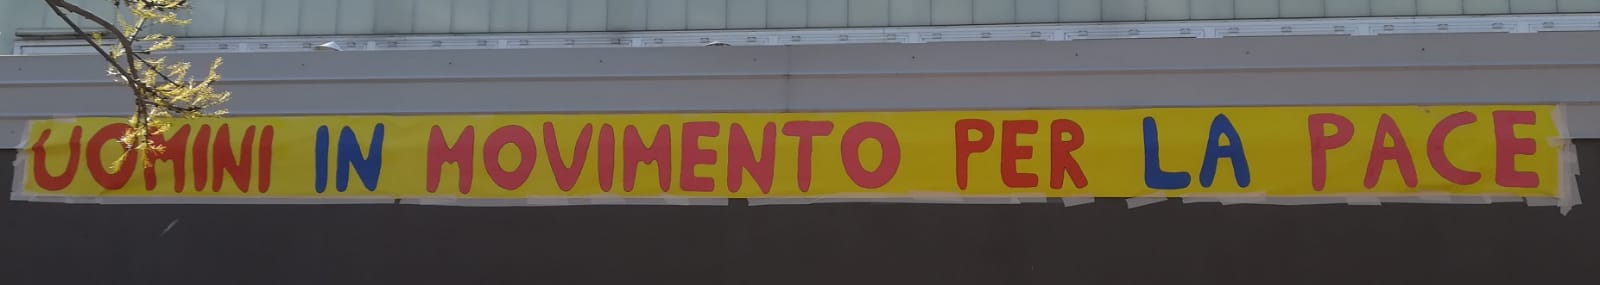 UOMINI IN MOVIMENTO PER LA PACE